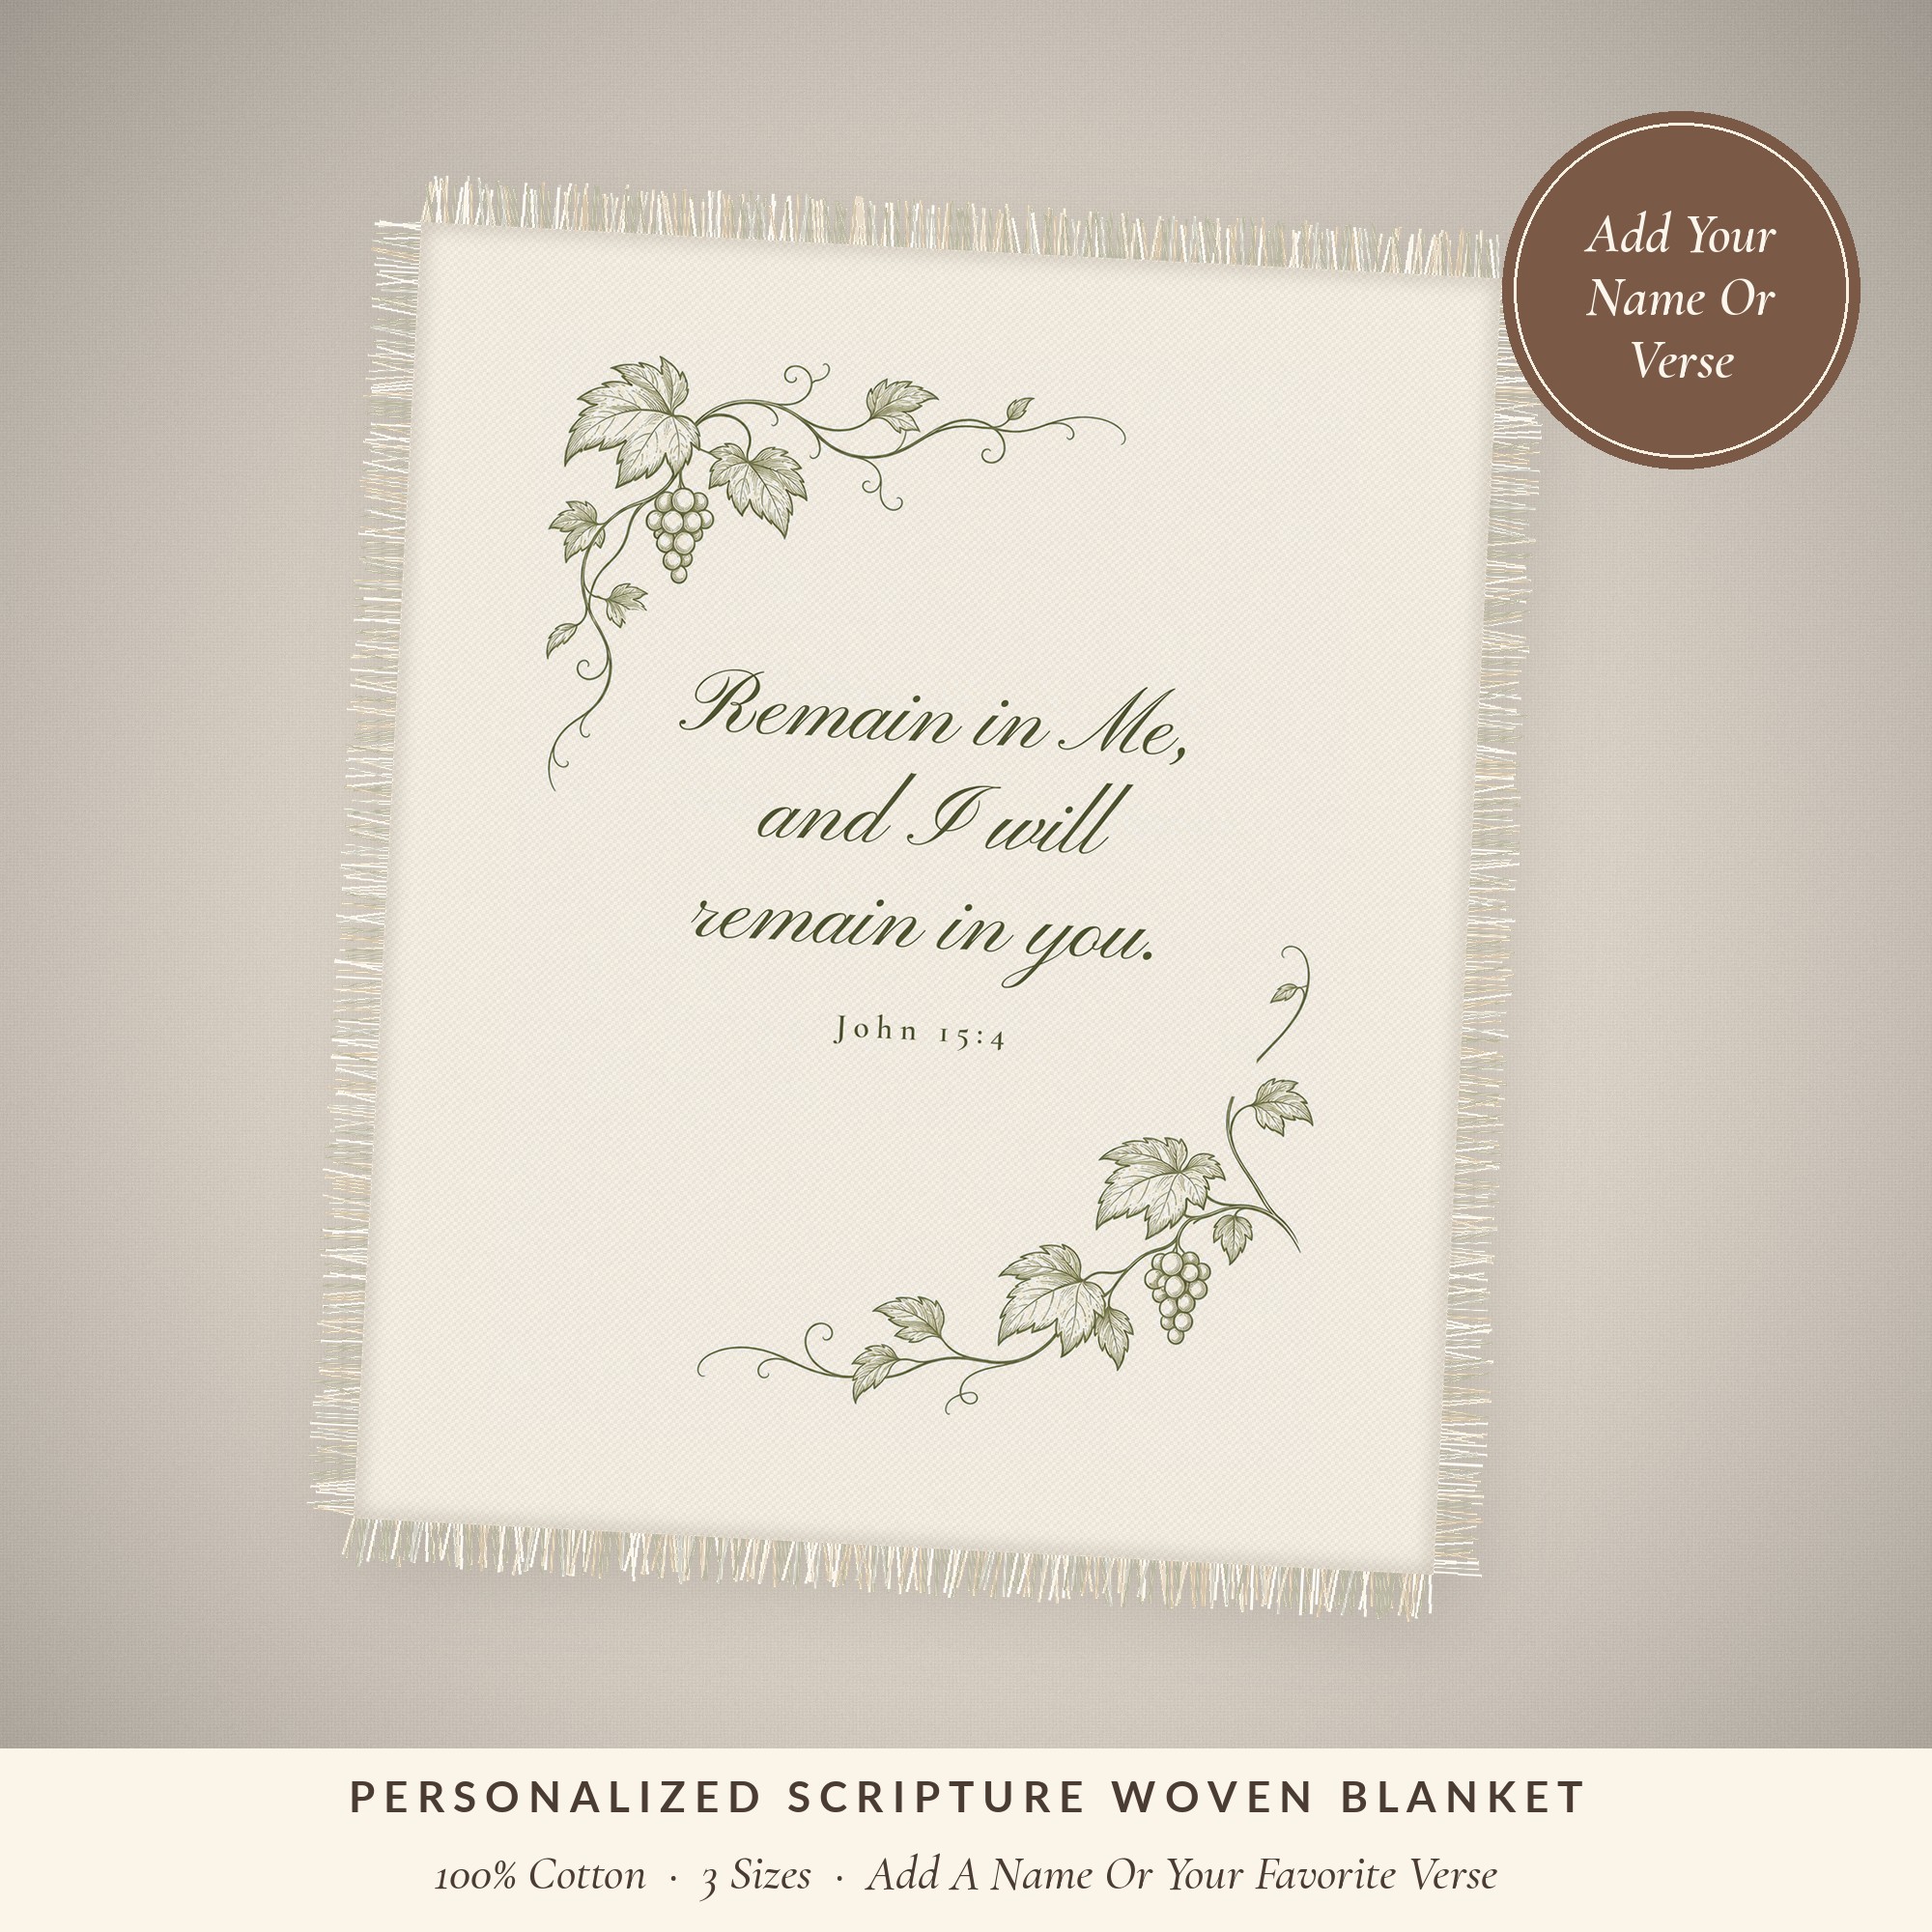 Add Your
Name Or
Verse
Remain in Me,
and I will
remain in you.
John 15:4
PERSONALIZED SCRIPTURE WOVEN BLANKET
100% Cotton · 3 Sizes · Add A Name Or Your Favorite Verse